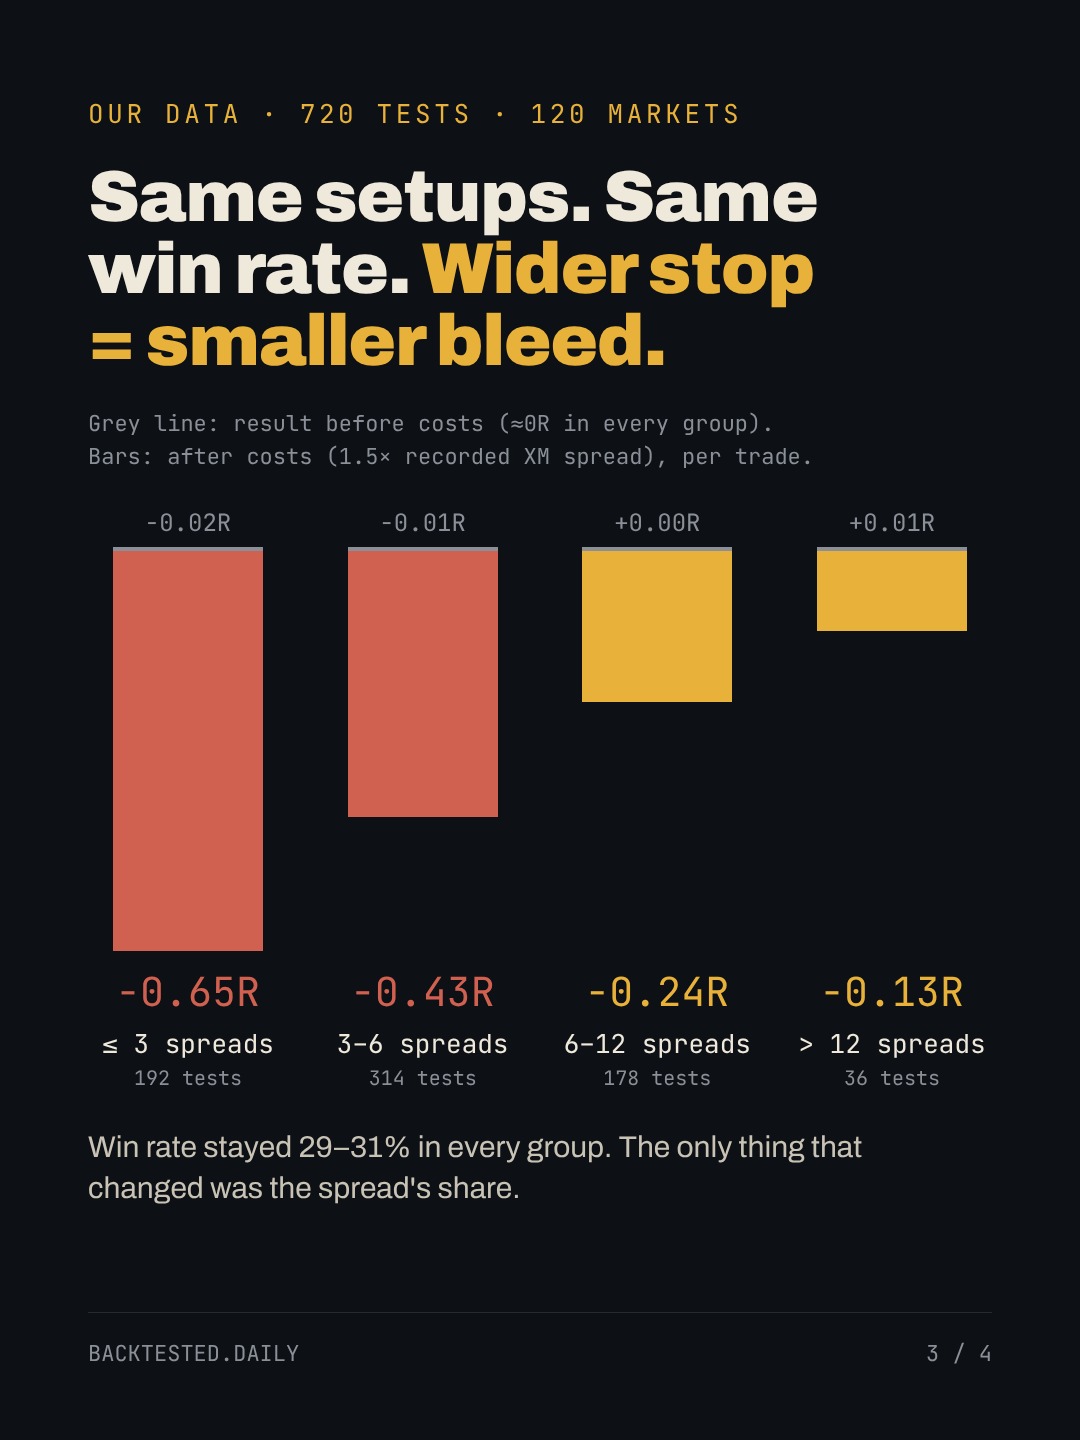 OUR DATA · 720 TESTS · 120 MARKETS
Same setups. Same
win rate. Wider stop
= smaller bleed.
Grey line: result before costs (≈0R in every group).
Bars: after costs (1.5× recorded XM spread), per trade.
-0.02R -0.01R +0.00R +0.01R
-0.65R -0.43R -0.24R -0.13R
≤ 3 spreads 3–6 spreads 6–12 spreads > 12 spreads
192 tests 314 tests 178 tests 36 tests
Win rate stayed 29–31% in every group. The only thing that
changed was the spread's share.
BACKTESTED.DAILY 3 / 4